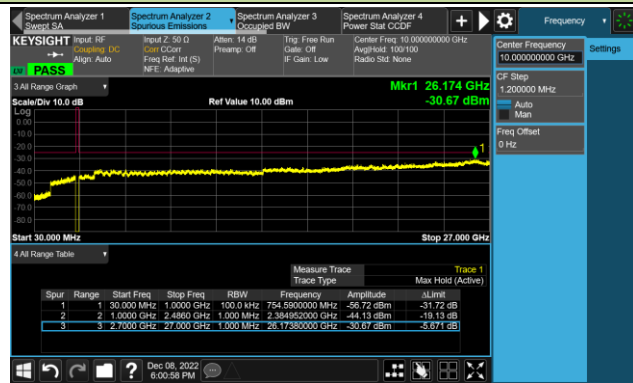 Spectrum Analyzer 1
Swept SA
Spectrum Analyzer 2
Spurious Emissions
Spectrum Analyzer 3
Occupied BW
Spectrum Analyzer 4
Power Stat CCDF
Frequency
KEYSIGHT
Input: RF
Coupling: DC
Align: Auto
Input Z: 50 Ω
Corr CCorr
Freq Ref: Int (S)
NFE: Adaptive
Atten: 14 dB
Preamp: Off
Trig: Free Run
Gate: Off
IF Gain: Low
Center Freq: 10.000000000 GHz
Avg|Hold: 100/100
Radio Std: None
LM PASS
Center Frequency
10.000000000 GHz
Settings
CF Step
1.200000 MHz
Auto
Man
Freq Offset
0 Hz
3 All Range Graph
Mkr1 26.174 GHz
Scale/Div 10.0 dB
Ref Value 10.00 dBm
-30.67 dBm
Log
0.00
-10.0
-20.0
-30.0
-40.0
-50.0
-60.0
-70.0
-80.0
1
Start 30.000 MHz
Stop 27.000 GHz
4 All Range Table
Measure Trace Trace 1
Trace Type Max Hold (Active)
Spur Range Start Freq Stop Freq RBW Frequency Amplitude ΔLimit
1 1 30.000 MHz 1.0000 GHz 100.0 kHz 754.5900000 MHz -56.72 dBm -31.72 dB
2 2 1.0000 GHz 2.4860 GHz 1.000 MHz 2.384952000 GHz -44.13 dBm -19.13 dB
3 3 2.7000 GHz 27.000 GHz 1.000 MHz 26.17380000 GHz -30.67 dBm -5.671 dB
?
Dec 08, 2022
6:00:58 PM